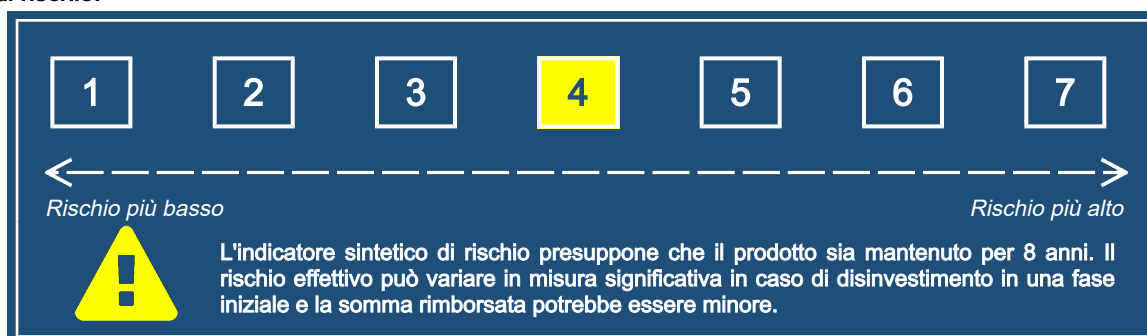 di rischio.
1 2 3 4 5 6 7
Rischio più basso Rischio più alto
!
L'indicatore sintetico di rischio presuppone che il prodotto sia mantenuto per 8 anni. Il
rischio effettivo può variare in misura significativa in caso di disinvestimento in una fase
iniziale e la somma rimborsata potrebbe essere minore.